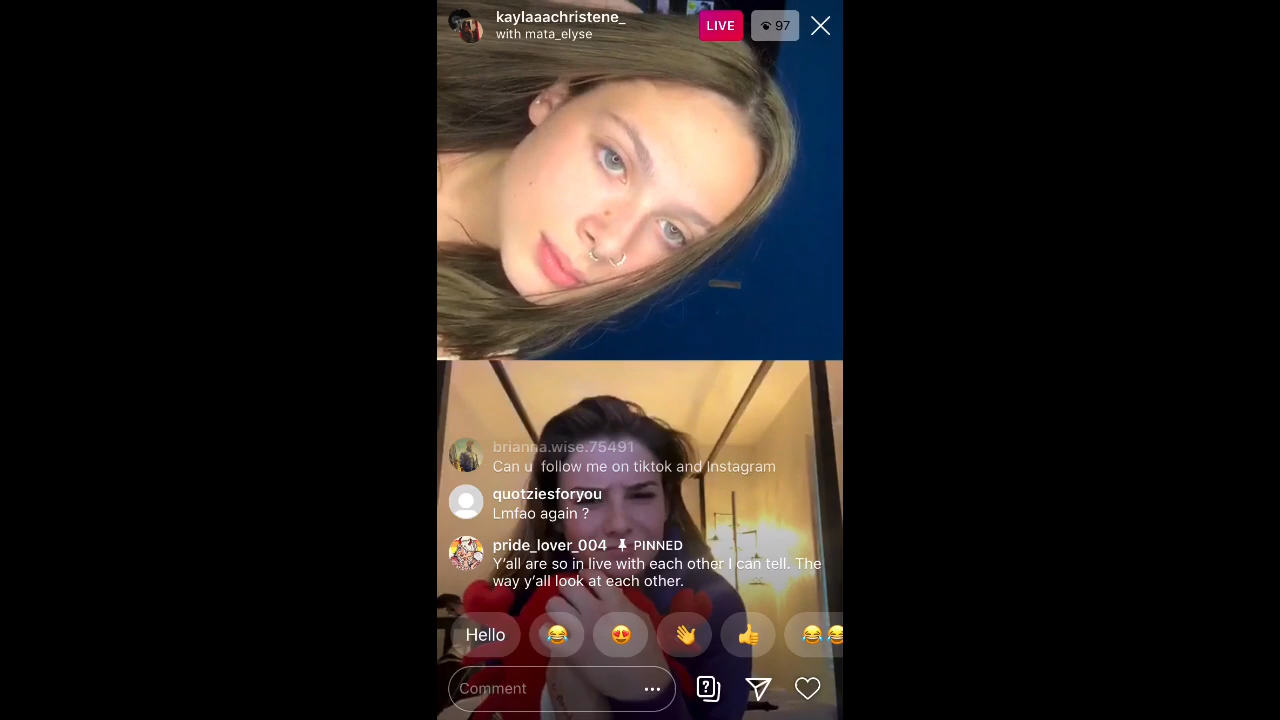 kaylaaachristene_
with mata_elyse
LIVE
97
brianna.wise.75491
Can u follow me on tiktok and Instagram
quotziesforyou
Lmfao again ?
pride_lover_004 PINNED
Y'all are so in live with each other I can tell. The
way y'all look at each other.
Hello
Comment